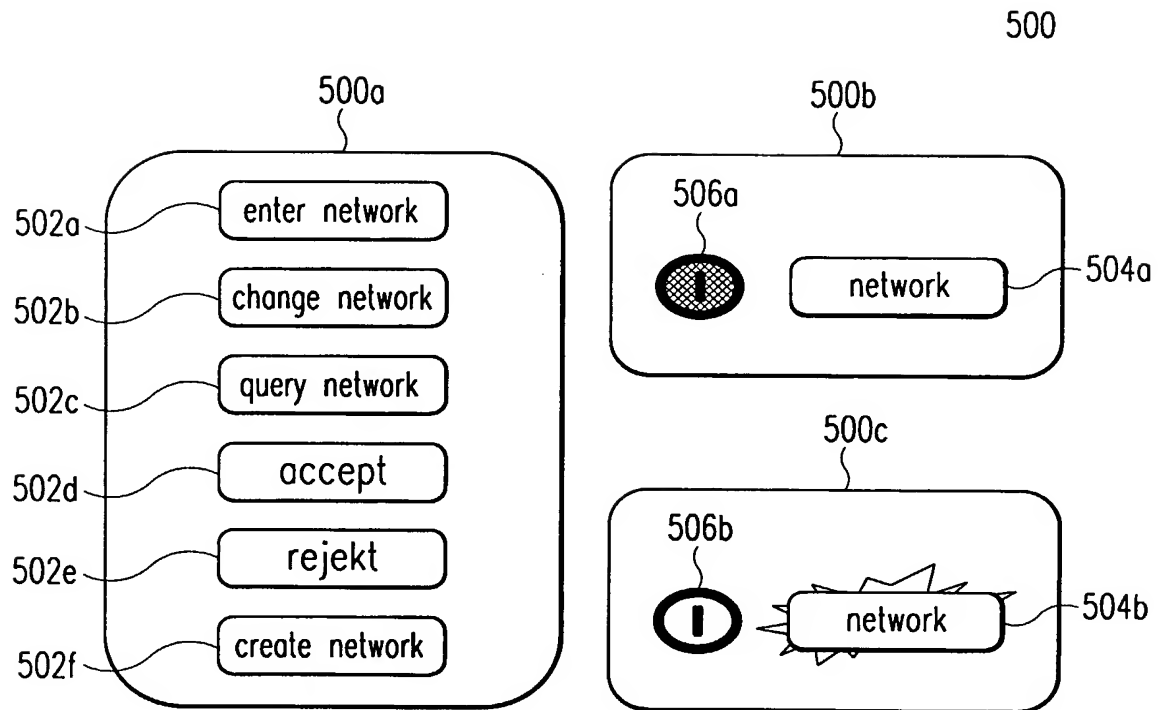 500
500a
502a
enter network
502b
change network
502c
query network
502d
accept
502e
rejekt
502f
create network
500b
506a
network
504a
500c
506b
network
504b